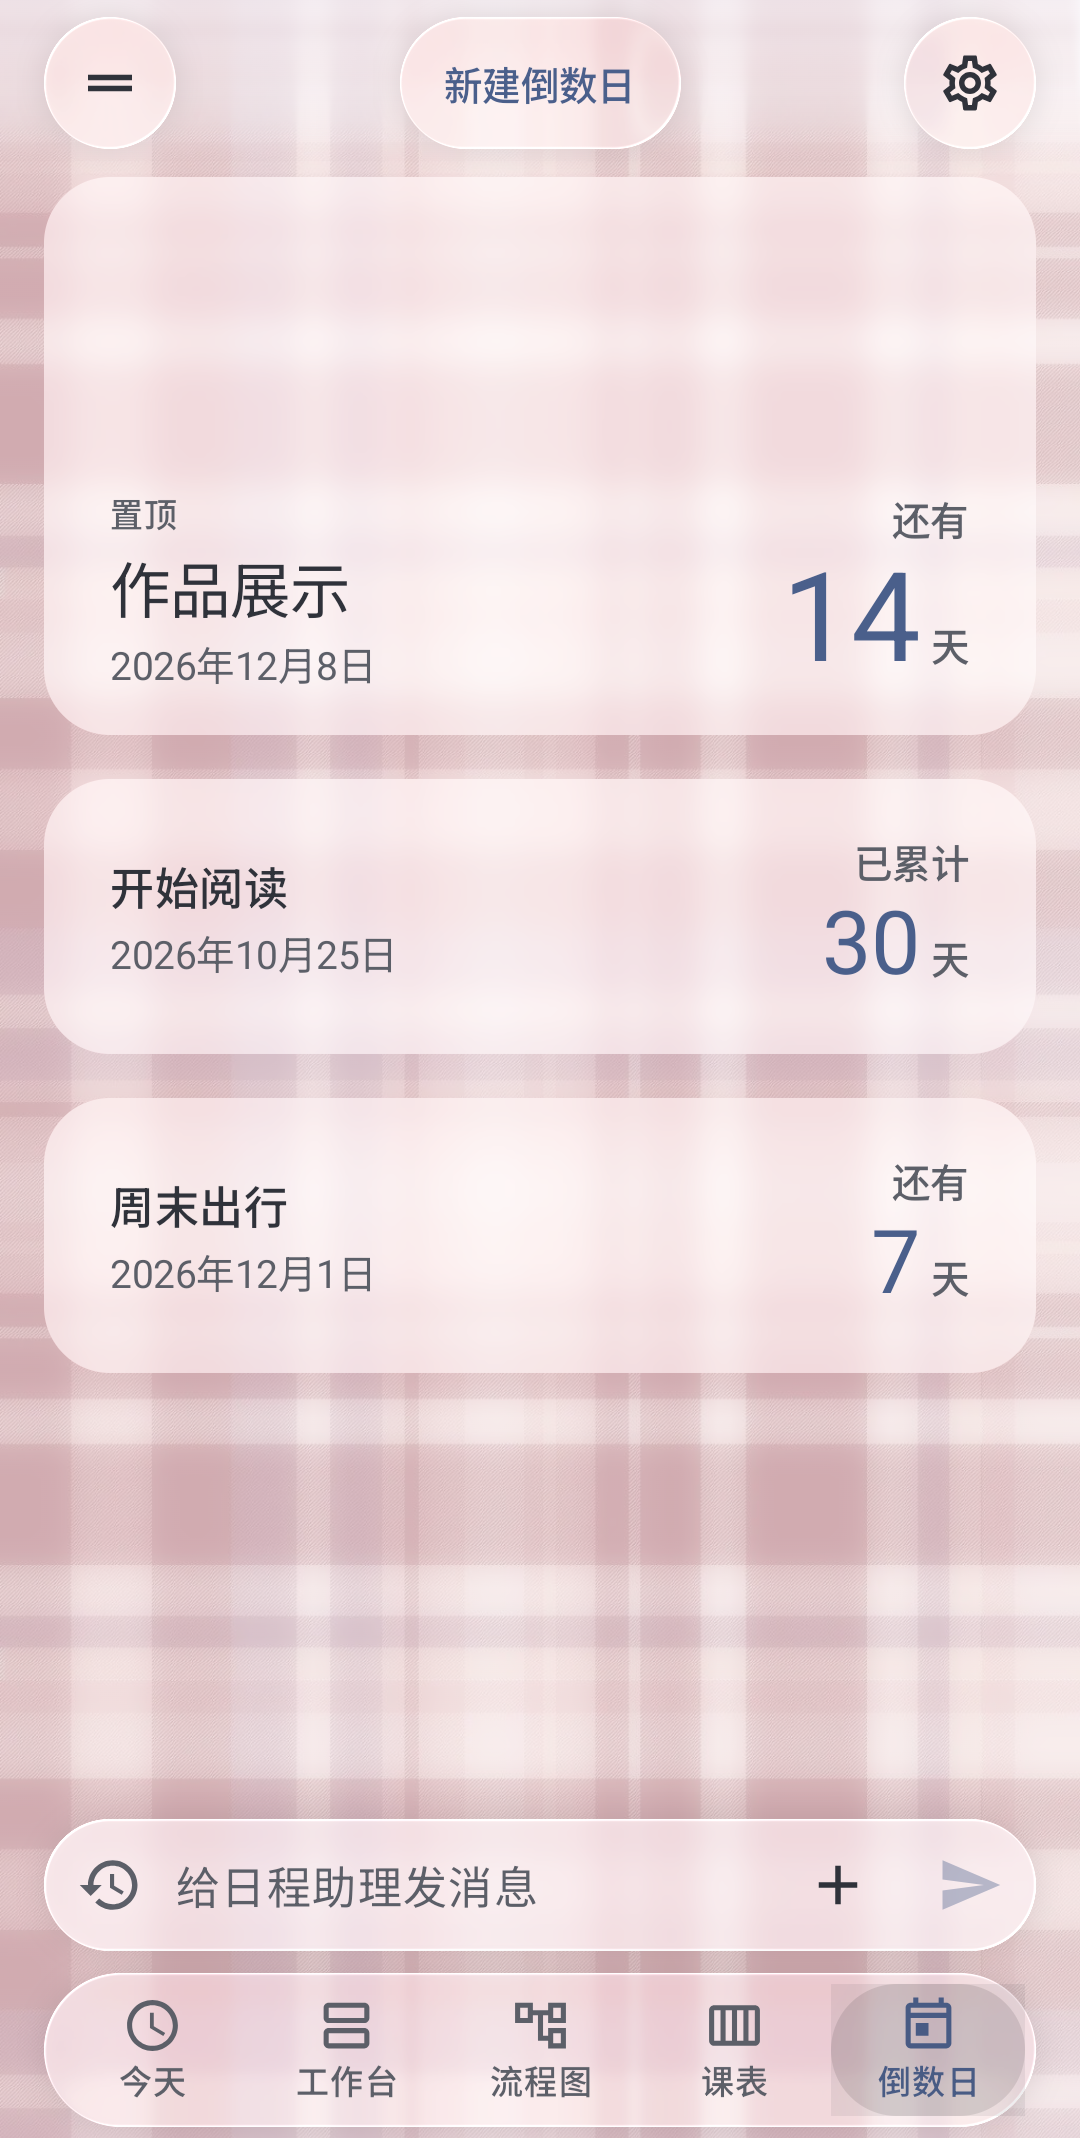 新建倒数日
置顶
作品展示
2026年12月8日
还有
14 天
开始阅读
2026年10月25日
已累计
30 天
周末出行
2026年12月1日
还有
7 天
给日程助理发消息
今天
工作台
流程图
课表
倒数日